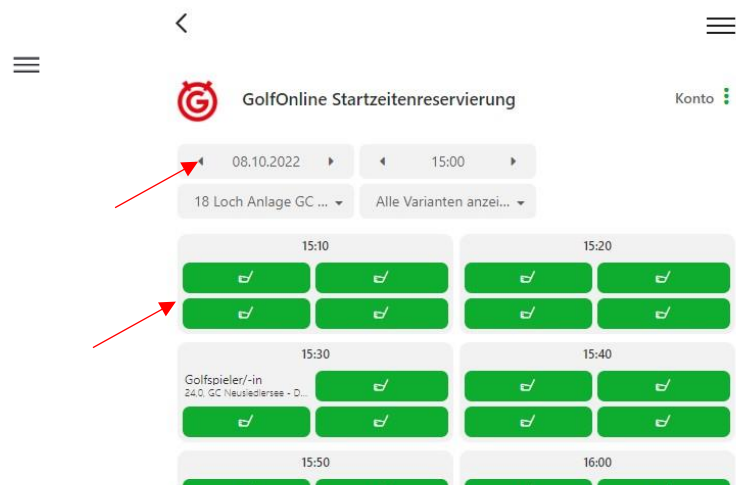 G
GolfOnline Startzeitenreservierung
Konto
08.10.2022
15:00
18 Loch Anlage GC ...
Alle Varianten anzei...
15:10
15:20
15:30
15:40
Golfspieler/-in
24.0, GC Neusiedlersee - D...
15:50
16:00